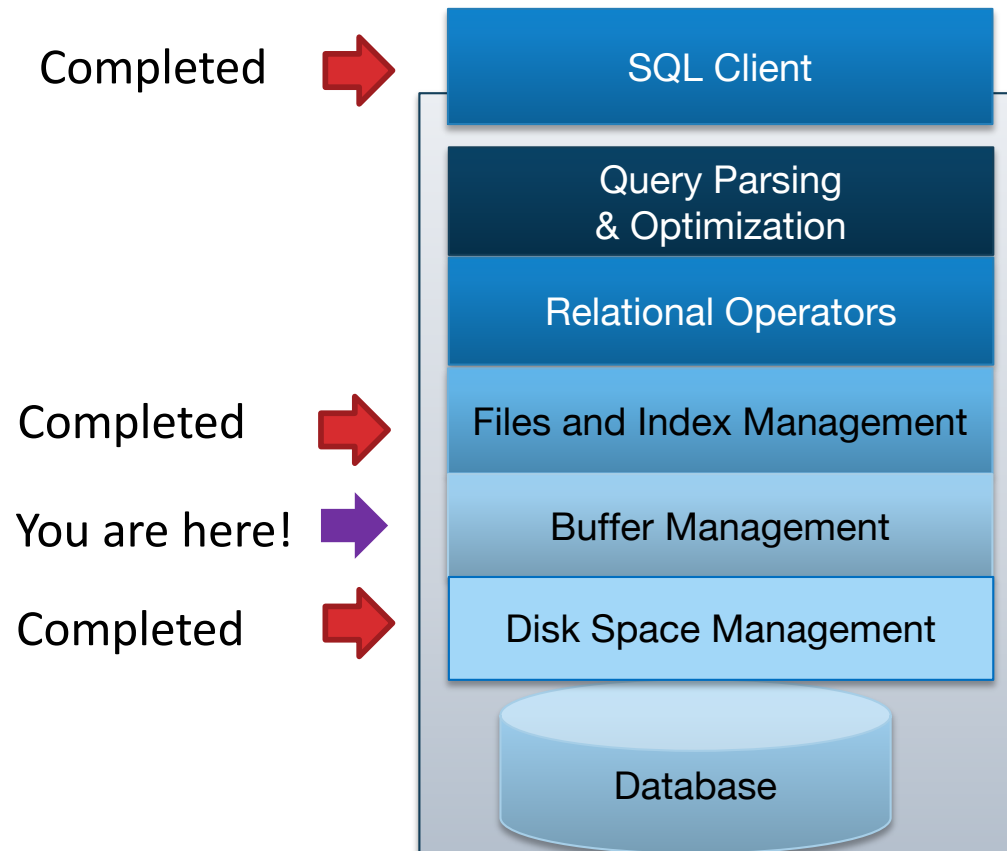 Completed
SQL Client
Query Parsing
& Optimization
Relational Operators
Completed
Files and Index Management
You are here!
Buffer Management
Completed
Disk Space Management
Database